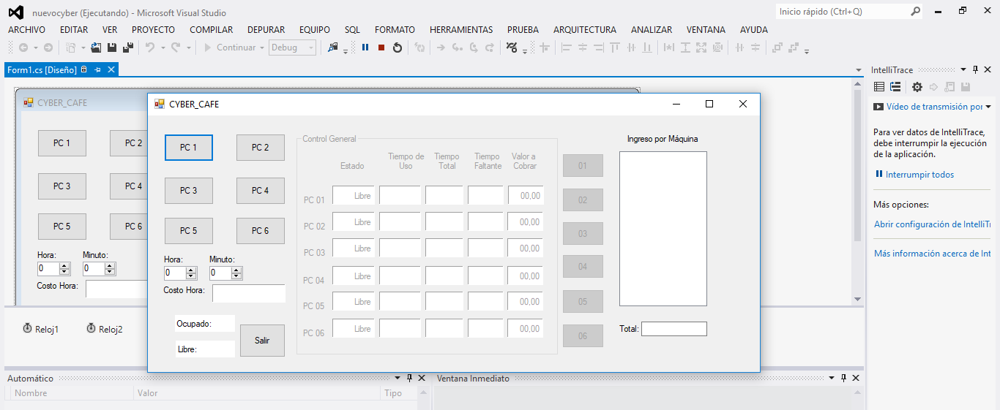 nuevocyber (Ejecutando) - Microsoft Visual Studio
Inicio rápido (Ctrl+Q)
ARCHIVO EDITAR VER PROYECTO COMPILAR DEPURAR EQUIPO SQL FORMATO HERRAMIENTAS PRUEBA ARQUITECTURA ANALIZAR VENTANA AYUDA
Continuar Debug
Form1.cs [Diseño]
CYBER_CAFE
PC 1 PC 2
PC 3 PC 4
PC 5 PC 6
Hora: Minuto:
0 0
Costo Hora:
Reloj1 Reloj2
CYBER_CAFE
PC 1 PC 2
PC 3 PC 4
PC 5 PC 6
Hora: Minuto:
0 0
Costo Hora:
Ocupado:
Libre:
Salir
Control General
Estado Tiempo de Uso Tiempo Total Tiempo Faltante Valor a Cobrar
PC 01 Libre 00,00
PC 02 Libre 00,00
PC 03 Libre 00,00
PC 04 Libre 00,00
PC 05 Libre 00,00
PC 06 Libre 00,00
01
02
03
04
05
06
Ingreso por Máquina
Total:
IntelliTrace
Vídeo de transmisión por
Para ver datos de IntelliTrace,
debe interrumpir la ejecución
de la aplicación.
Interrumpir todos
Más opciones:
Abrir configuración de IntelliTr
Más información acerca de Int
Automático
Nombre Valor Tipo
Ventana Inmediato